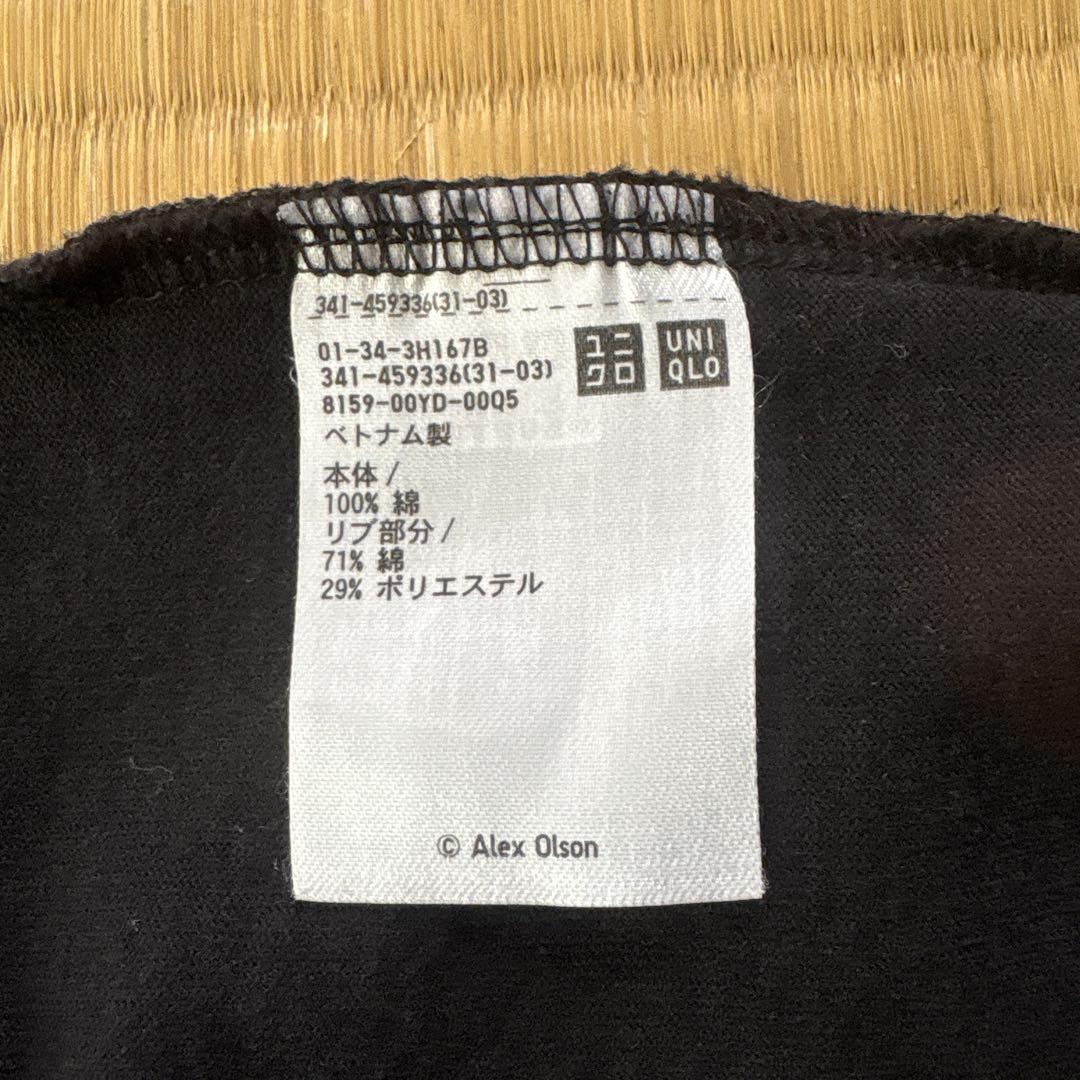 341-459336(31-03)
01-34-3H167B
341-459336(31-03)
8159-00YD-00Q5
ユニ
クロ
UNI
QLO
ベトナム製
本体/
100% 綿
リブ部分/
71% 綿
29% ポリエステル
© Alex Olson